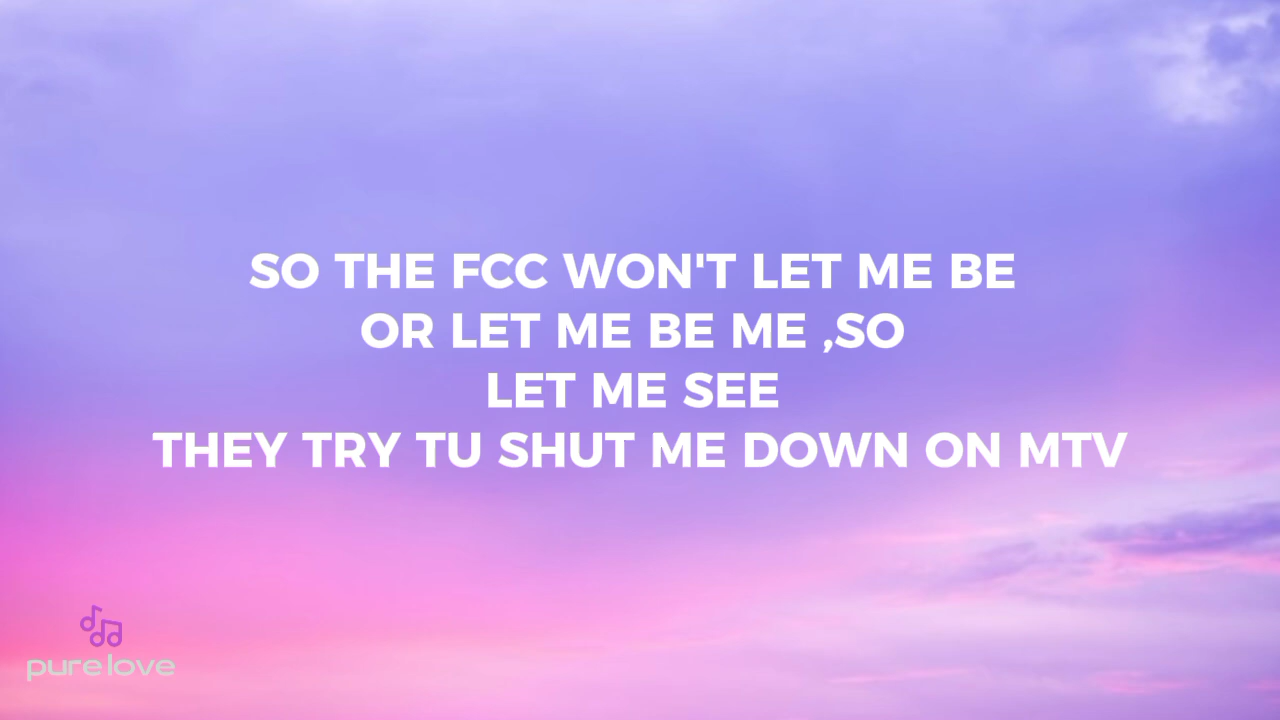 SO THE FCC WON'T LET ME BE
OR LET ME BE ME ,SO
LET ME SEE
THEY TRY TU SHUT ME DOWN ON MTV
pure love